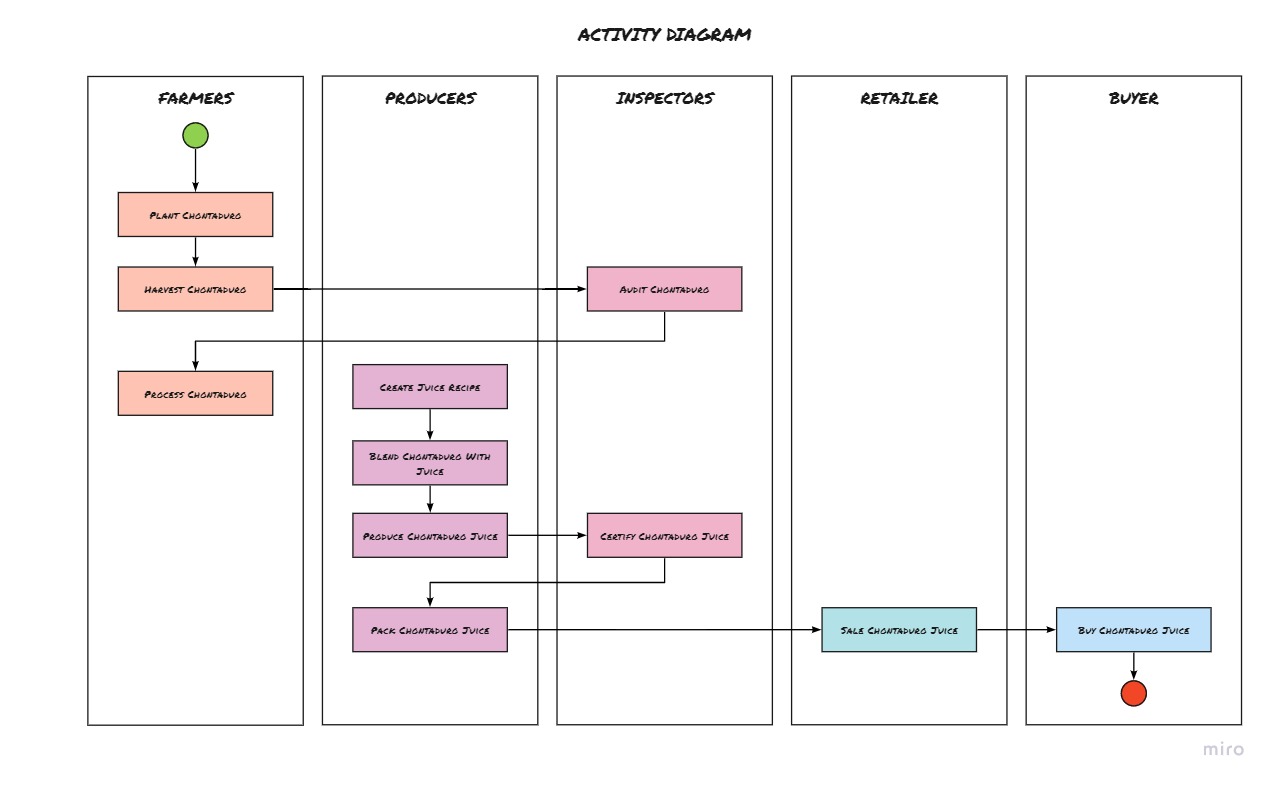 ACTIVITY DIAGRAM
FARMERS
PRODUCERS
INSPECTORS
RETAILER
BUYER
Plant Chontaduro
Harvest Chontaduro
Audit Chontaduro
Process Chontaduro
Create Juice Recipe
Blend Chontaduro With
Juice
Produce Chontaduro Juice
Certify Chontaduro Juice
Pack Chontaduro Juice
Sale Chontaduro Juice
Buy Chontaduro Juice
miro